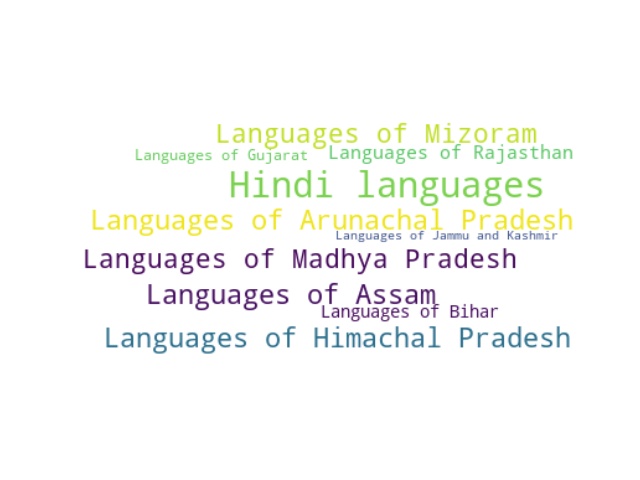 Languages of Mizoram
Languages of Gujarat
Languages of Rajasthan
Hindi languages
Languages of Arunachal Pradesh
Languages of Jammu and Kashmir
Languages of Madhya Pradesh
Languages of Assam
Languages of Bihar
Languages of Himachal Pradesh